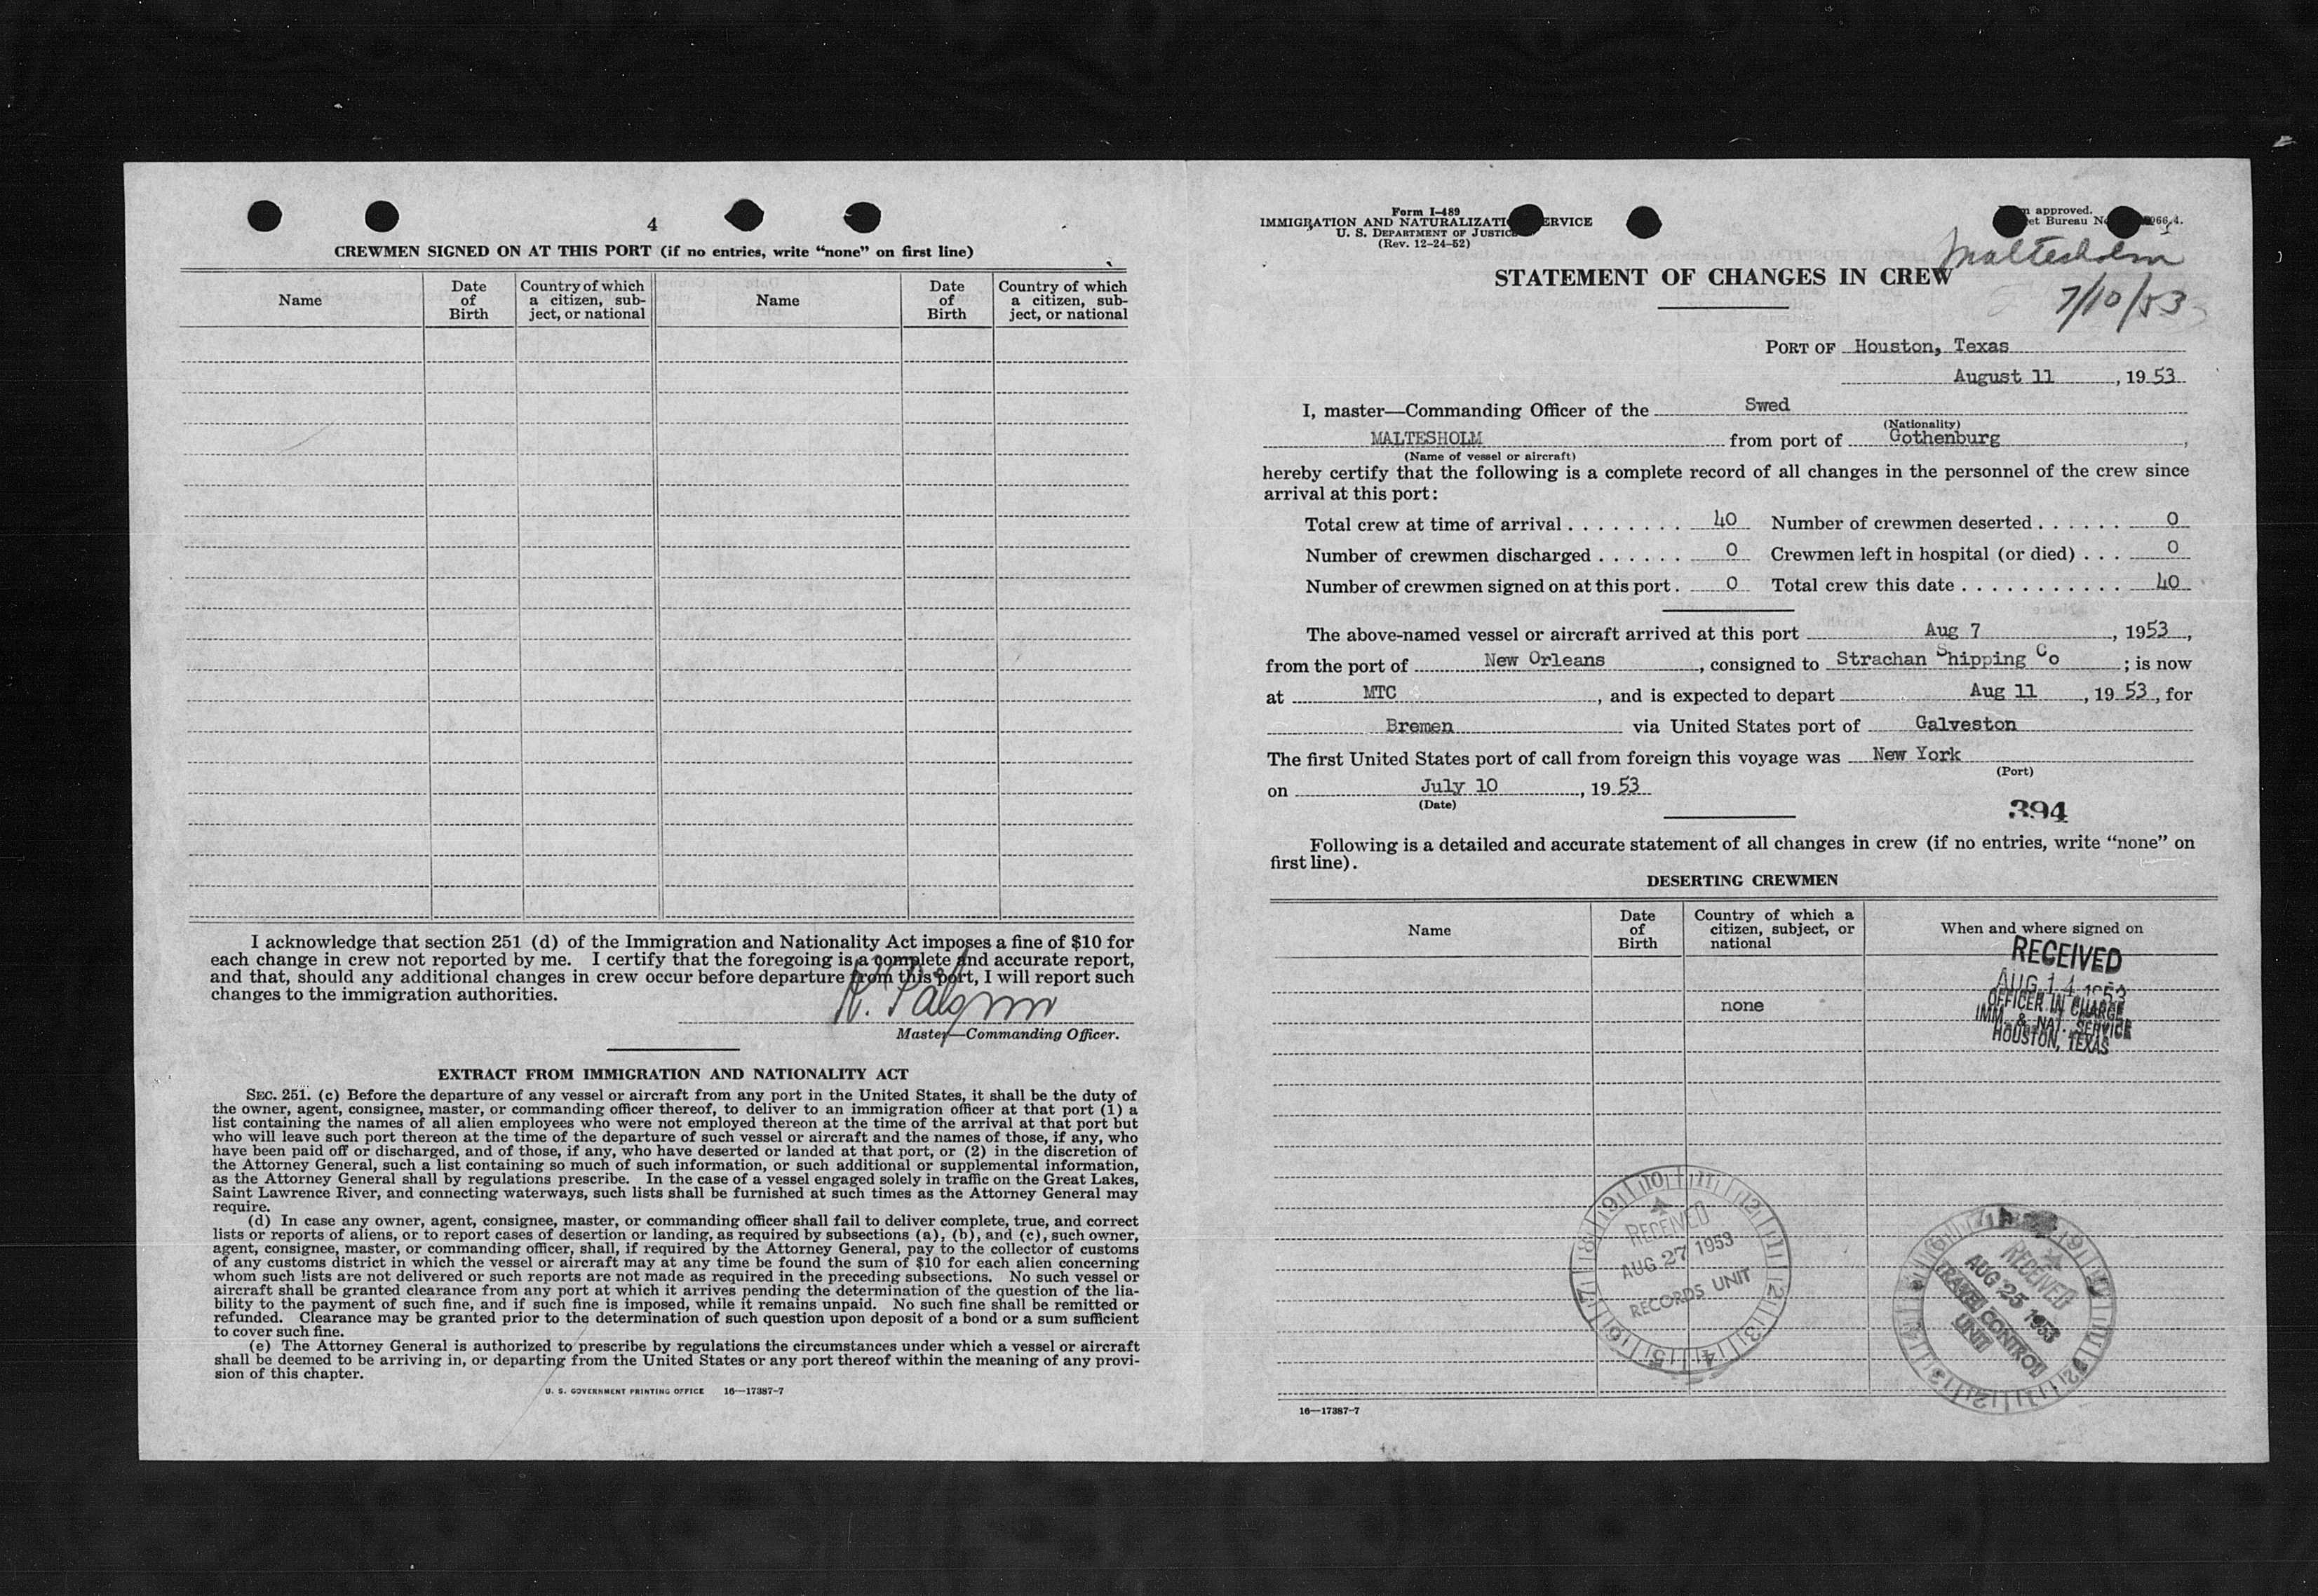 4
CREWMEN SIGNED ON AT THIS PORT (if no entries, write “none” on first line)
Name
Date of Birth
Country of which a citizen, subject, or national
Name
Date of Birth
Country of which a citizen, subject, or national
I acknowledge that section 251 (d) of the Immigration and Nationality Act imposes a fine of $10 for
each change in crew not reported by me. I certify that the foregoing is a complete and accurate report,
and that, should any additional changes in crew occur before departure from this port, I will report such
changes to the immigration authorities.
Master—Commanding Officer.
EXTRACT FROM IMMIGRATION AND NATIONALITY ACT
SEC. 251. (c) Before the departure of any vessel or aircraft from any port in the United States, it shall be the duty of
the owner, agent, consignee, master, or commanding officer thereof, to deliver to an immigration officer at that port (1) a
list containing the names of all alien employees who were not employed thereon at the time of the arrival at that port but
who will leave such port thereon at the time of the departure of such vessel or aircraft and the names of those, if any, who
have been paid off or discharged, and of those, if any, who have deserted or landed at that port, or (2) in the discretion of
the Attorney General, such a list containing so much of such information, or such additional or supplemental information,
as the Attorney General shall by regulations prescribe. In the case of a vessel engaged solely in traffic on the Great Lakes,
Saint Lawrence River, and connecting waterways, such lists shall be furnished at such times as the Attorney General may
require.
(d) In case any owner, agent, consignee, master, or commanding officer shall fail to deliver complete, true, and correct
lists or reports of aliens, or to report cases of desertion or landing, as required by subsections (a), (b), and (c), such owner,
agent, consignee, master, or commanding officer, shall, if required by the Attorney General, pay to the collector of customs
of any customs district in which the vessel or aircraft may at any time be found the sum of $10 for each alien concerning
whom such lists are not delivered or such reports are not made as required in the preceding subsections. No such vessel or
aircraft shall be granted clearance from any port at which it arrives pending the determination of the question of the lia-
bility to the payment of such fine, and if such fine is imposed, while it remains unpaid. No such fine shall be remitted or
refunded. Clearance may be granted prior to the determination of such question upon deposit of a bond or a sum sufficient
to cover such fine.
(e) The Attorney General is authorized to prescribe by regulations the circumstances under which a vessel or aircraft
shall be deemed to be arriving in, or departing from the United States or any port thereof within the meaning of any provi-
sion of this chapter.
U. S. GOVERNMENT PRINTING OFFICE 16—17387-7
Form I-489
IMMIGRATION AND NATURALIZATION SERVICE
U. S. DEPARTMENT OF JUSTICE
(Rev. 12-24-52)
approved.
Bureau
Maltesholm
7/10/53
STATEMENT OF CHANGES IN CREW
PORT OF Houston, Texas
August 11, 1953
I, master—Commanding Officer of the Swed
(Nationality)
MALTESHOLM from port of Gothenburg,
(Name of vessel or aircraft)
hereby certify that the following is a complete record of all changes in the personnel of the crew since
arrival at this port:
Total crew at time of arrival . . . . . . . . 40 Number of crewmen deserted . . . . . . 0
Number of crewmen discharged . . . . . . 0 Crewmen left in hospital (or died) . . . 0
Number of crewmen signed on at this port . 0 Total crew this date . . . . . . . . . . . 40
The above-named vessel or aircraft arrived at this port Aug 7, 1953,
from the port of New Orleans, consigned to Strachan Shipping Co; is now
at MTC, and is expected to depart Aug 11, 1953, for
Bremen via United States port of Galveston
The first United States port of call from foreign this voyage was New York
(Port)
on July 10, 1953
(Date)
394
Following is a detailed and accurate statement of all changes in crew (if no entries, write “none” on
first line).
DESERTING CREWMEN
Name
Date of Birth
Country of which a citizen, subject, or national
When and where signed on
none
RECEIVED
AUG 14 1953
OFFICER IN CHARGE
IMM. & NAT. SERVICE
HOUSTON, TEXAS
RECEIVED
AUG 27 1953
RECORDS UNIT
RECEIVED
AUG 25 1953
TRAVEL CONTROL
UNIT
16—17387-7